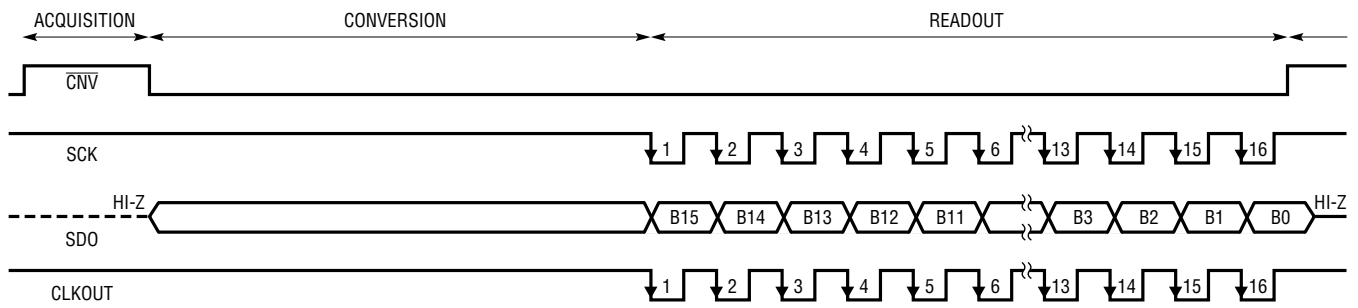 ACQUISITION CONVERSION READOUT
CNV
SCK 1 2 3 4 5 6 13 14 15 16
HI-Z B15 B14 B13 B12 B11 B3 B2 B1 B0 HI-Z
SDO
CLKOUT 1 2 3 4 5 6 13 14 15 16